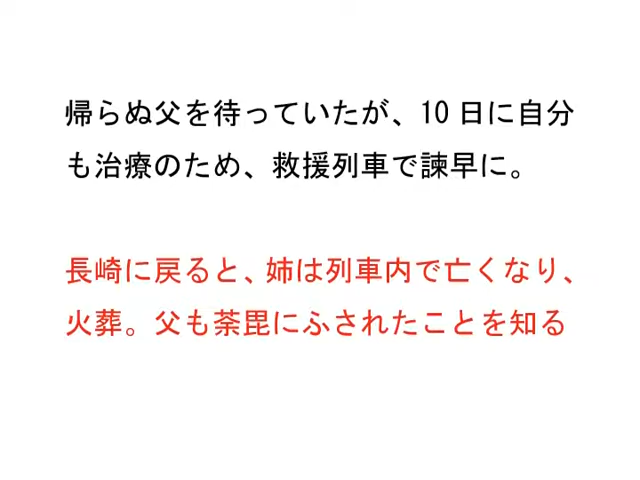 帰らぬ父を待っていたが、10日に自分
も治療のため、救援列車で諫早に。
長崎に戻ると、姉は列車内で亡くなり、
火葬。父も荼毘にふされたことを知る